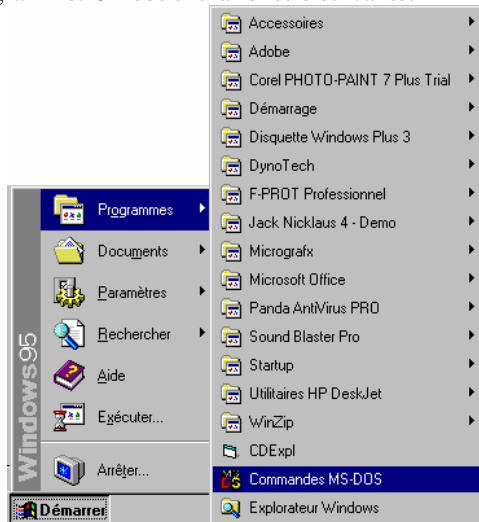 Accessoires
Adobe
Corel PHOTO-PAINT 7 Plus Trial
Démarrage
Disquette Windows Plus 3
DynoTech
F-PROT Professionnel
Jack Nicklaus 4 - Demo
Micrografx
Microsoft Office
Panda AntiVirus PRO
Sound Blaster Pro
Startup
Utilitaires HP DeskJet
WinZip
CDExpl
Commandes MS-DOS
Explorateur Windows
Programmes
Documents
Paramètres
Rechercher
Aide
Exécuter...
Arrêter...
Windows95
Démarrer